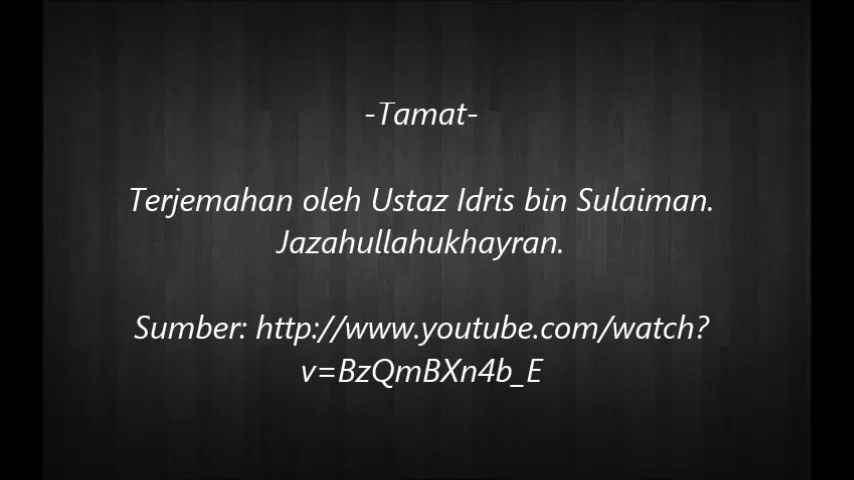 -Tamat-
Terjemahan oleh Ustaz Idris bin Sulaiman.
Jazahullahukhayran.
Sumber: http://www.youtube.com/watch?
v=BzQmBXn4b_E